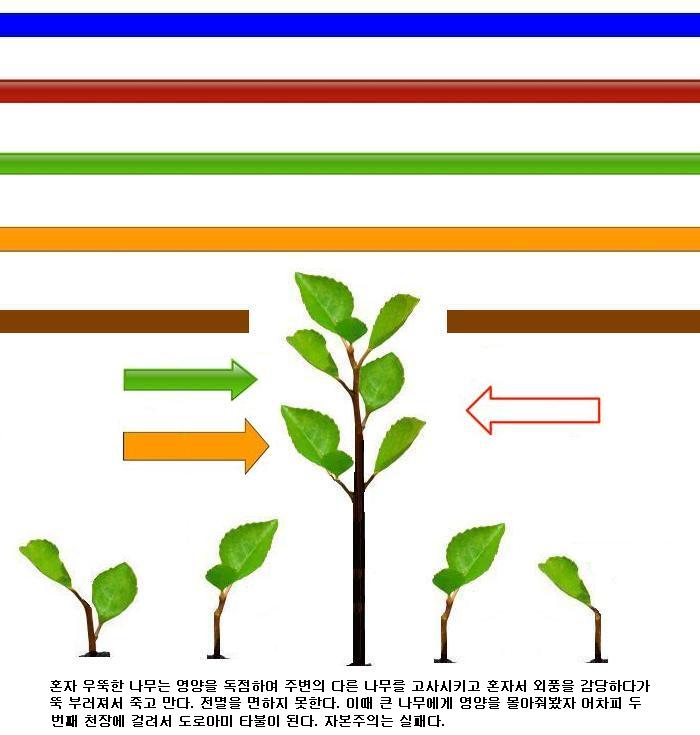 혼자 우뚝한 나무는 영양을 독점하여 주변의 다른 나무를 고사시키고 혼자서 외풍을 감당하다가
뚝 부러져서 죽고 만다. 전멸을 면하지 못한다. 이때 큰 나무에게 영양을 몰아줘봤자 어차피 두
번째 천장에 걸려서 도로아미 타불이 된다. 자본주의는 실패다.